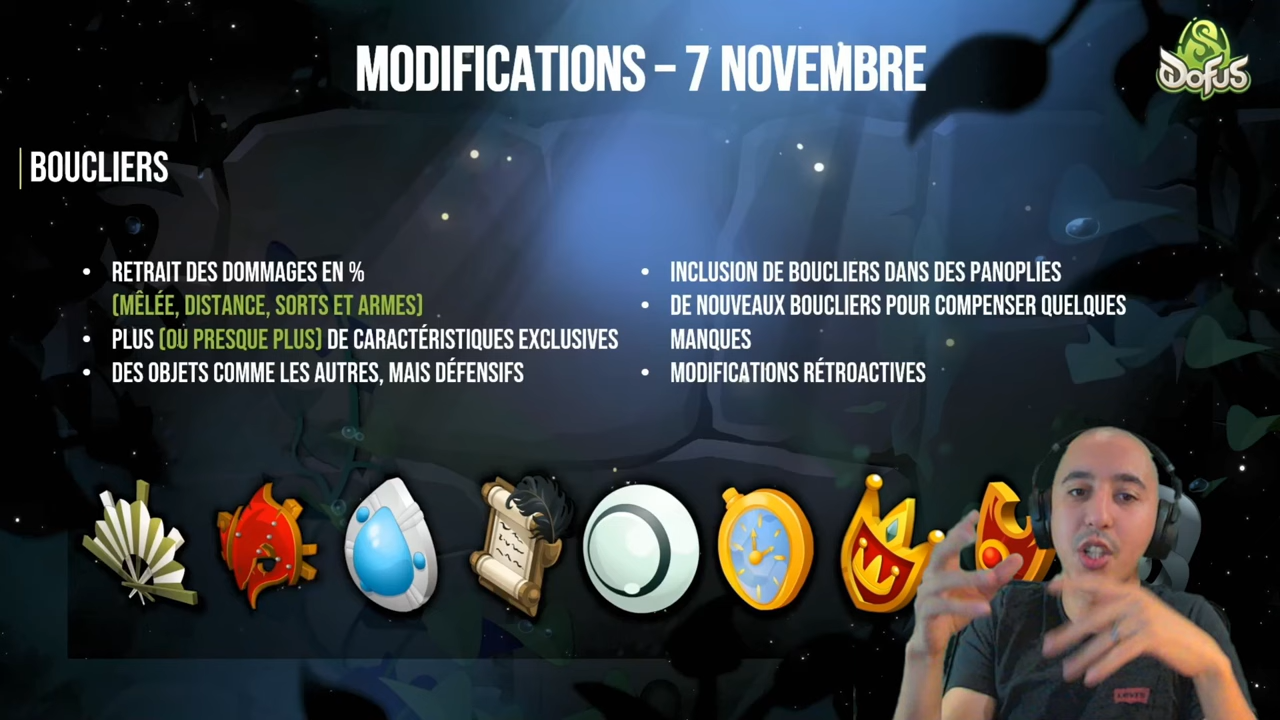 MODIFICATIONS – 7 NOVEMBRE
DOFUS
BOUCLIERS
• RETRAIT DES DOMMAGES EN %
(MÊLÉE, DISTANCE, SORTS ET ARMES)
• PLUS (OU PRESQUE PLUS) DE CARACTÉRISTIQUES EXCLUSIVES
• DES OBJETS COMME LES AUTRES, MAIS DÉFENSIFS
• INCLUSION DE BOUCLIERS DANS DES PANOPLIES
• DE NOUVEAUX BOUCLIERS POUR COMPENSER QUELQUES
MANQUES
• MODIFICATIONS RÉTROACTIVES
LEVI'S